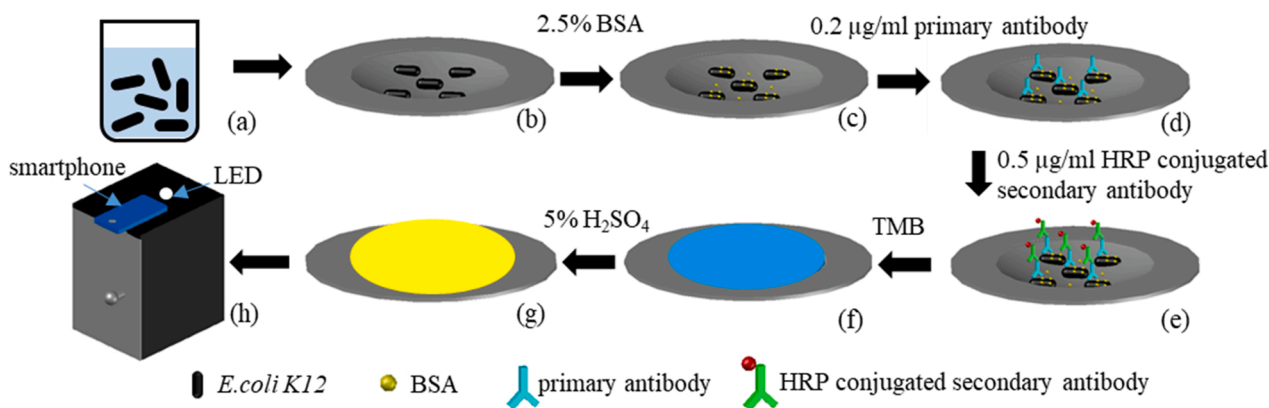 2.5% BSA
0.2 µg/ml primary antibody
(a)
(b)
(c)
(d)
0.5 µg/ml HRP conjugated
secondary antibody
smartphone
LED
5% H₂SO₄
TMB
(h)
(g)
(f)
(e)
E.coli K12
BSA
primary antibody
HRP conjugated secondary antibody